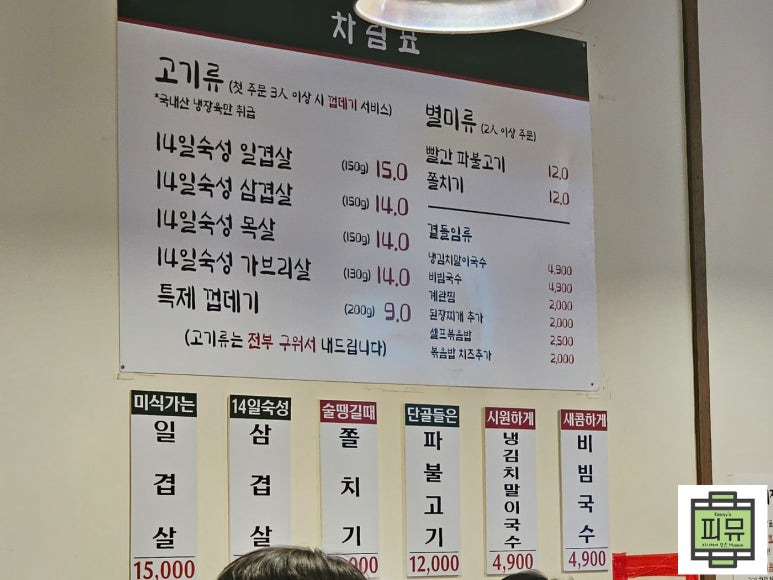 차림표
고기류 (첫 주문 3人 이상 시 껍데기 서비스)
*국내산 냉장육만 취급
14일숙성 일겹살 (150g) 15.0
14일숙성 삼겹살 (150g) 14.0
14일숙성 목살 (150g) 14.0
14일숙성 가브리살 (130g) 14.0
특제 껍데기 (200g) 9.0
(고기류는 전부 구워서 내드립니다)
별미류 (2人 이상 주문)
빨간 파불고기 12.0
쫄치기 12.0
곁들임류
냉김치말이국수 4,900
비빔국수 4,900
계란찜 2,000
된장찌개 추가 2,000
셀프볶음밥 2,500
볶음밥 치즈추가 2,000
미식가는
일겹살
15,000
14일숙성
삼겹살
술땡길때
쫄치기
단골들은
파불고기
12,000
시원하게
냉김치말이국수
4,900
새콤하게
비빔국수
4,900
Kenny's
피뮤